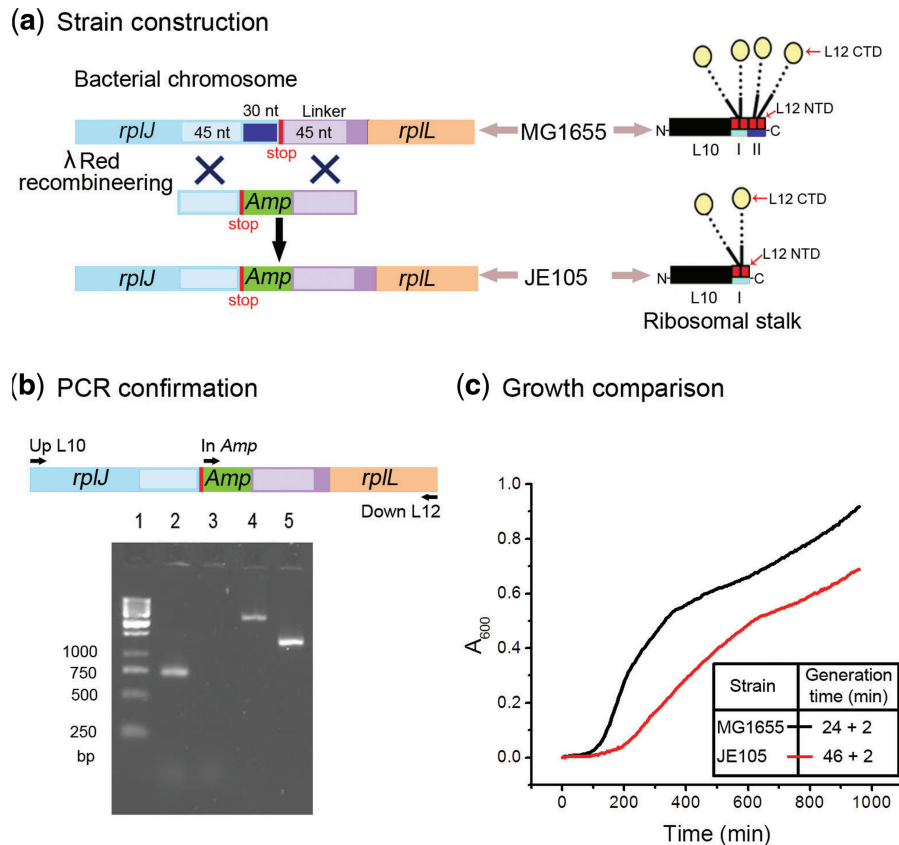 (a) Strain construction
Bacterial chromosome
30 nt
Linker
rplJ
45 nt
45 nt
rplL
stop
λ Red
recombineering
Amp
stop
rplJ
Amp
rplL
stop
MG1655
JE105
L12 CTD
L12 NTD
N
C
L10
I
II
L12 CTD
L12 NTD
N
C
L10
I
Ribosomal stalk
(b) PCR confirmation
Up L10
In Amp
rplJ
Amp
rplL
Down L12
1 2 3 4 5
1000
750
500
250
bp
(c) Growth comparison
1.0
0.8
0.6
0.4
0.2
0.0
A600
0 200 400 600 800 1000
Time (min)
Strain
Generation
time (min)
MG1655
24 + 2
JE105
46 + 2